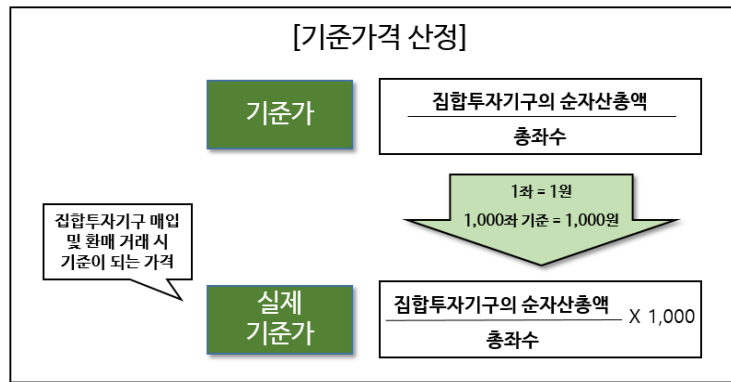 [기준가격 산정]
기준가
집합투자기구의 순자산총액
총좌수
1좌 = 1원
1,000좌 기준 = 1,000원
집합투자기구 매입
및 환매 거래 시
기준이 되는 가격
실제
기준가
집합투자기구의 순자산총액
X 1,000
총좌수